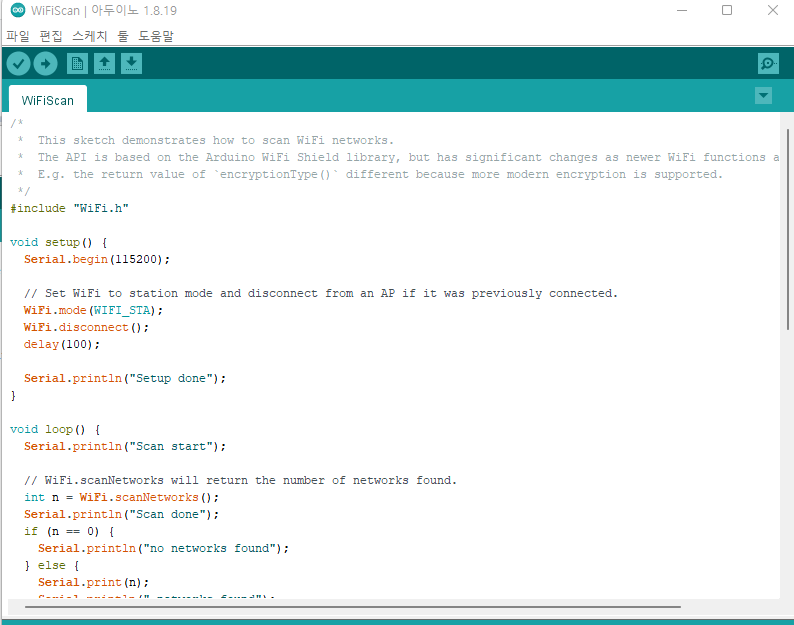 WiFiScan | 아두이노 1.8.19
파일 편집 스케치 툴 도움말
WiFiScan
/*
 *  This sketch demonstrates how to scan WiFi networks.
 *  The API is based on the Arduino WiFi Shield library, but has significant changes as newer WiFi functions a
 *  E.g. the return value of `encryptionType()` different because more modern encryption is supported.
 */
#include "WiFi.h"
void setup() {
  Serial.begin(115200);
  // Set WiFi to station mode and disconnect from an AP if it was previously connected.
  WiFi.mode(WIFI_STA);
  WiFi.disconnect();
  delay(100);
  Serial.println("Setup done");
}
void loop() {
  Serial.println("Scan start");
  // WiFi.scanNetworks will return the number of networks found.
  int n = WiFi.scanNetworks();
  Serial.println("Scan done");
  if (n == 0) {
    Serial.println("no networks found");
  } else {
    Serial.print(n);
    Serial.println(" networks found");